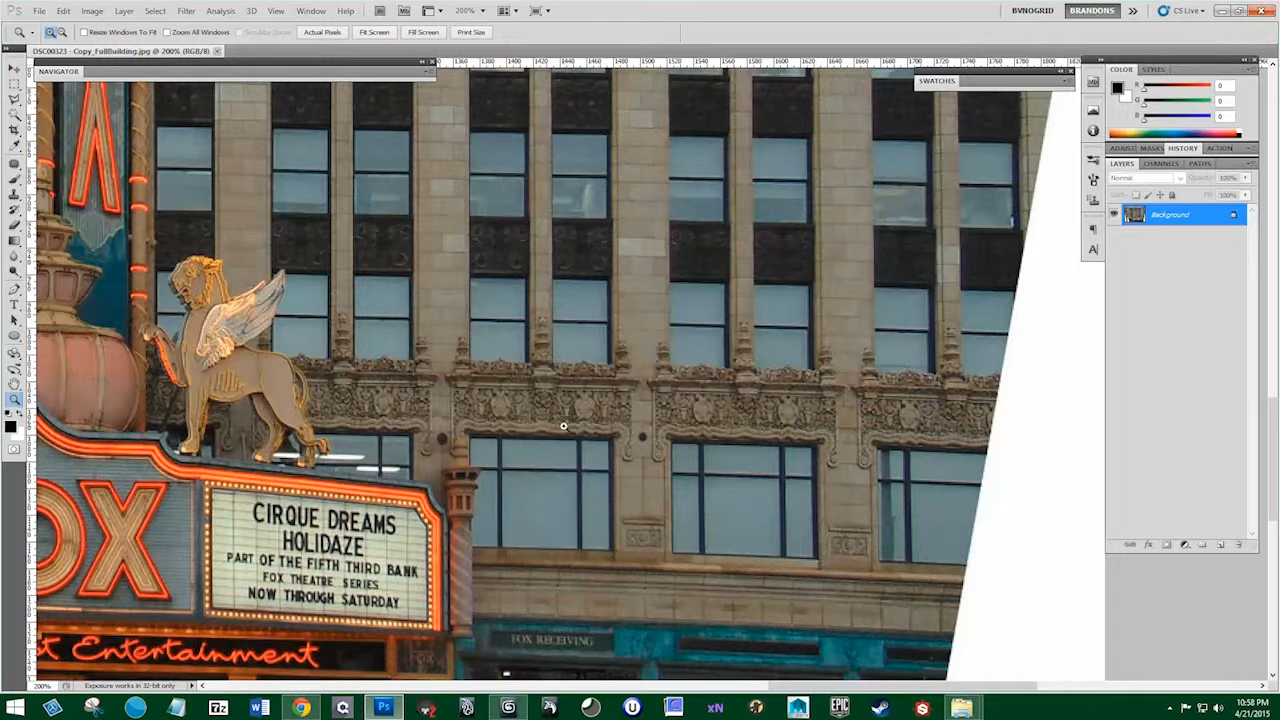 File Edit Image Layer Select Filter Analysis 3D View Window Help
200%
BVNOGRID BRANDONS CS Live
Resize Windows To Fit Zoom All Windows Scrubby Zoom Actual Pixels Fit Screen Fill Screen Print Size
DSC00323 - Copy_FullBuilding.jpg @ 200% (RGB/8)
NAVIGATOR
SWATCHES
COLOR STYLES
R 0
G 0
B 0
ADJUST MASKS HISTORY ACTION
LAYERS CHANNELS PATHS
Normal Opacity: 100%
Lock: Fill: 100%
Background
OX
CIRQUE DREAMS
HOLIDAZE
PART OF THE FIFTH THIRD BANK
FOX THEATRE SERIES
NOW THROUGH SATURDAY
t Entertainment
FOX RECEIVING
200% Exposure works in 32-bit only
10:58 PM
4/21/2015